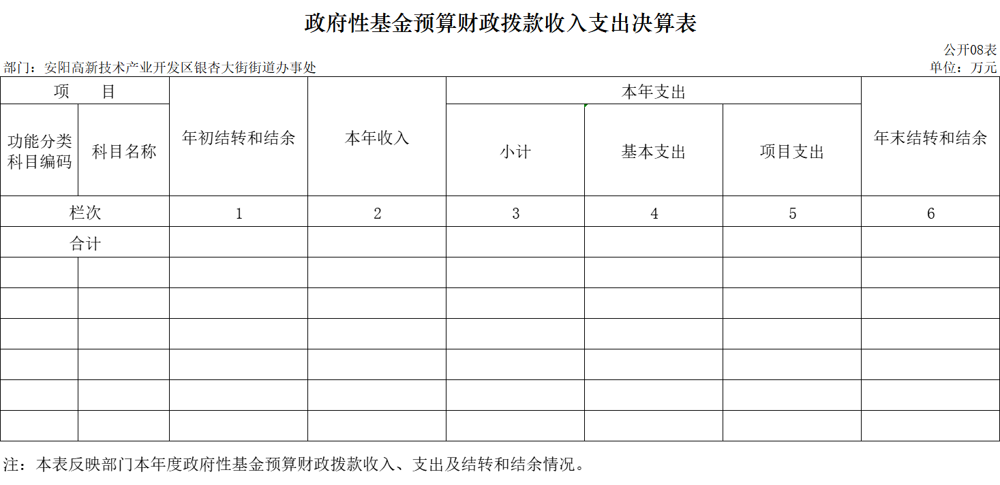 政府性基金预算财政拨款收入支出决算表
公开08表
部门：安阳高新技术产业开发区银杏大街街道办事处
单位：万元
项 目
年初结转和结余
本年收入
本年支出
年末结转和结余
功能分类
科目编码
科目名称
小计
基本支出
项目支出
栏次
1
2
3
4
5
6
合计
注：本表反映部门本年度政府性基金预算财政拨款收入、支出及结转和结余情况。